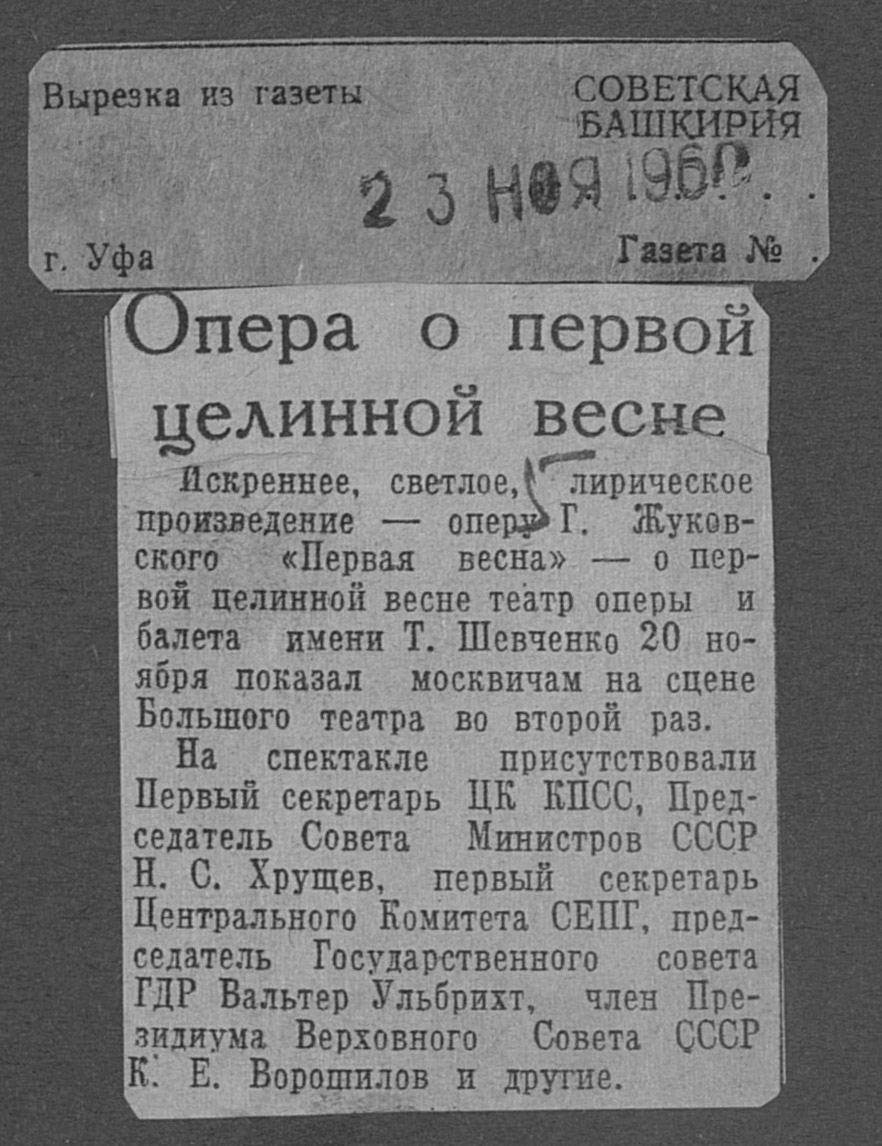 Вырезка из газеты
СОВЕТСКАЯ
БАШКИРИЯ
23 НОЯ 1960
г. Уфа
Газета № .
Опера о первой
целинной весне
Искреннее, светлое, лирическое
произведение — оперу Г. Жуков-
ского «Первая весна» — о пер-
вой целинной весне театр оперы и
балета имени Т. Шевченко 20 но-
ября показал москвичам на сцене
Большого театра во второй раз.
На спектакле присутствовали
Первый секретарь ЦК КПСС, Пред-
седатель Совета Министров СССР
Н. С. Хрущев, первый секретарь
Центрального Комитета СЕПГ, пред-
седатель Государственного совета
ГДР Вальтер Ульбрихт, член Пре-
зидиума Верховного Совета СССР
К. Е. Ворошилов и другие.